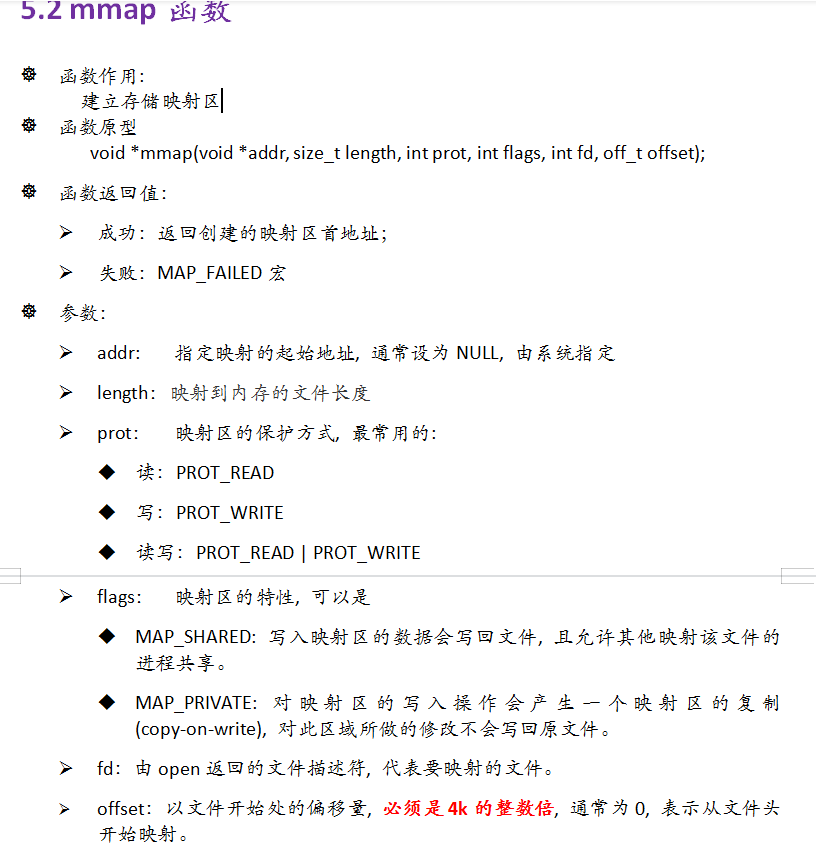 5.2 mmap 函数
函数作用:
建立存储映射区
函数原型
void *mmap(void *addr, size_t length, int prot, int flags, int fd, off_t offset);
函数返回值:
成功: 返回创建的映射区首地址;
失败: MAP_FAILED 宏
参数:
addr: 指定映射的起始地址, 通常设为 NULL, 由系统指定
length: 映射到内存的文件长度
prot: 映射区的保护方式, 最常用的:
读: PROT_READ
写: PROT_WRITE
读写: PROT_READ | PROT_WRITE
flags: 映射区的特性, 可以是
MAP_SHARED: 写入映射区的数据会写回文件, 且允许其他映射该文件的
进程共享。
MAP_PRIVATE: 对映射区的写入操作会产生一个映射区的复制
(copy-on-write), 对此区域所做的修改不会写回原文件。
fd: 由 open 返回的文件描述符, 代表要映射的文件。
offset: 以文件开始处的偏移量, 必须是 4k 的整数倍, 通常为 0, 表示从文件头
开始映射。